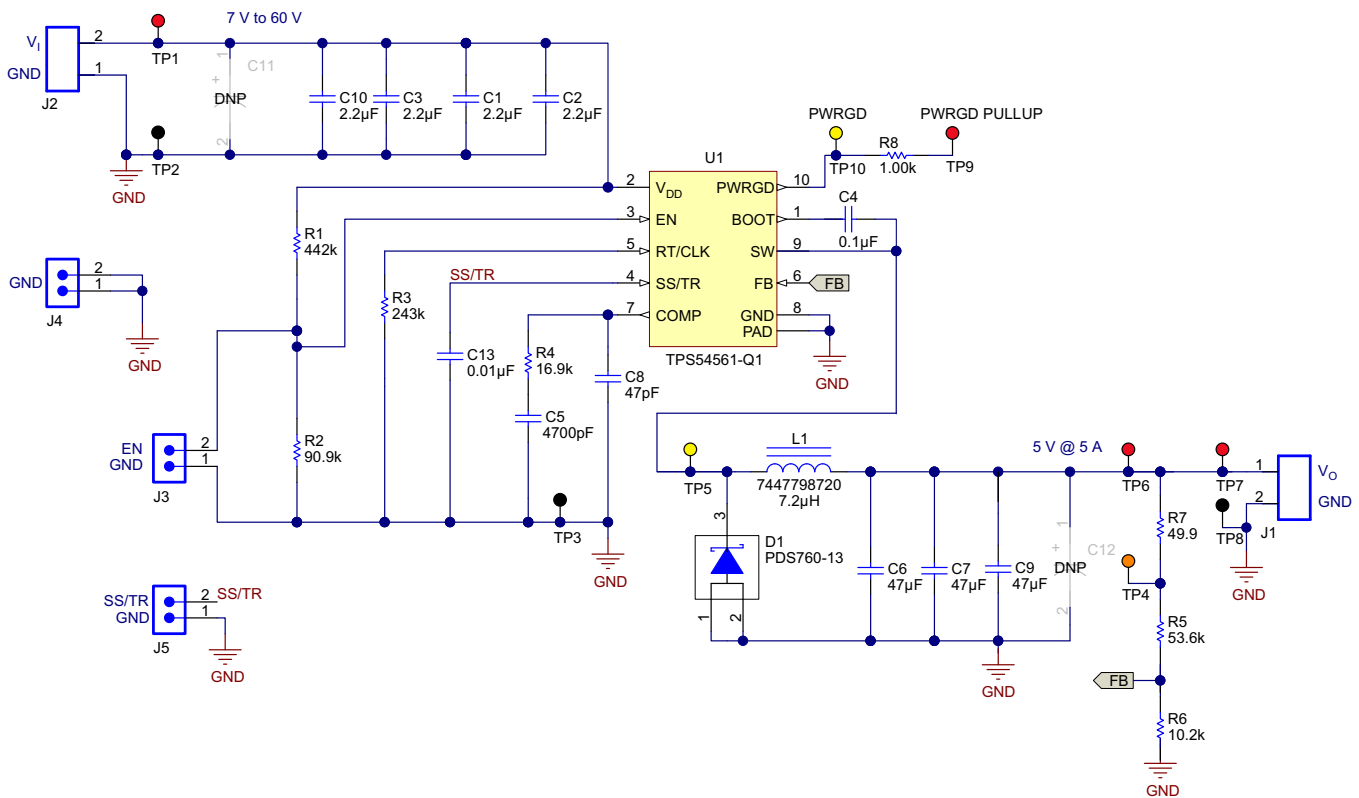 7 V to 60 V
V_I
2
GND
1
J2
TP1
TP2
GND
1
C11
+
DNP
2
C10
2.2µF
C3
2.2µF
C1
2.2µF
C2
2.2µF
U1
2
V_DD
3
EN
5
RT/CLK
4
SS/TR
7
COMP
PWRGD
10
BOOT
1
SW
9
FB
6
FB
GND
8
PAD
TPS54561-Q1
GND
PWRGD
TP10
R8
1.00k
PWRGD PULLUP
TP9
C4
0.1µF
R1
442k
R3
243k
SS/TR
C13
0.01µF
R4
16.9k
C5
4700pF
C8
47pF
R2
90.9k
TP3
GND
GND
2
1
J4
GND
EN
2
GND
1
J3
SS/TR
2
SS/TR
GND
1
J5
GND
TP5
L1
7447798720
7.2µH
3
D1
PDS760-13
1
2
C6
47µF
C7
47µF
C9
47µF
5 V @ 5 A
1
C12
+
DNP
2
GND
TP6
TP7
1
V_O
2
GND
J1
TP8
GND
R7
49.9
TP4
R5
53.6k
FB
R6
10.2k
GND